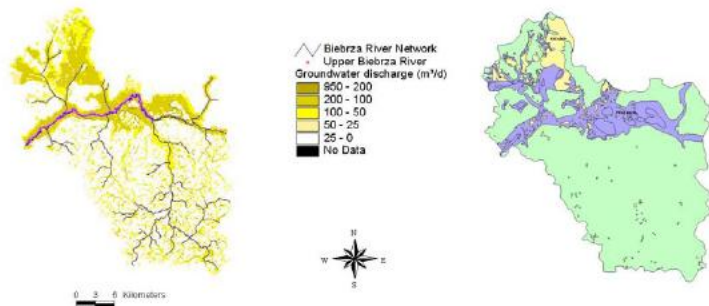 Biebrza River Network
Upper Biebrza River
Groundwater discharge (m³/d)
950 - 200
200 - 100
100 - 50
50 - 25
25 - 0
No Data
N
W E
S
0 3 6 Kilometers